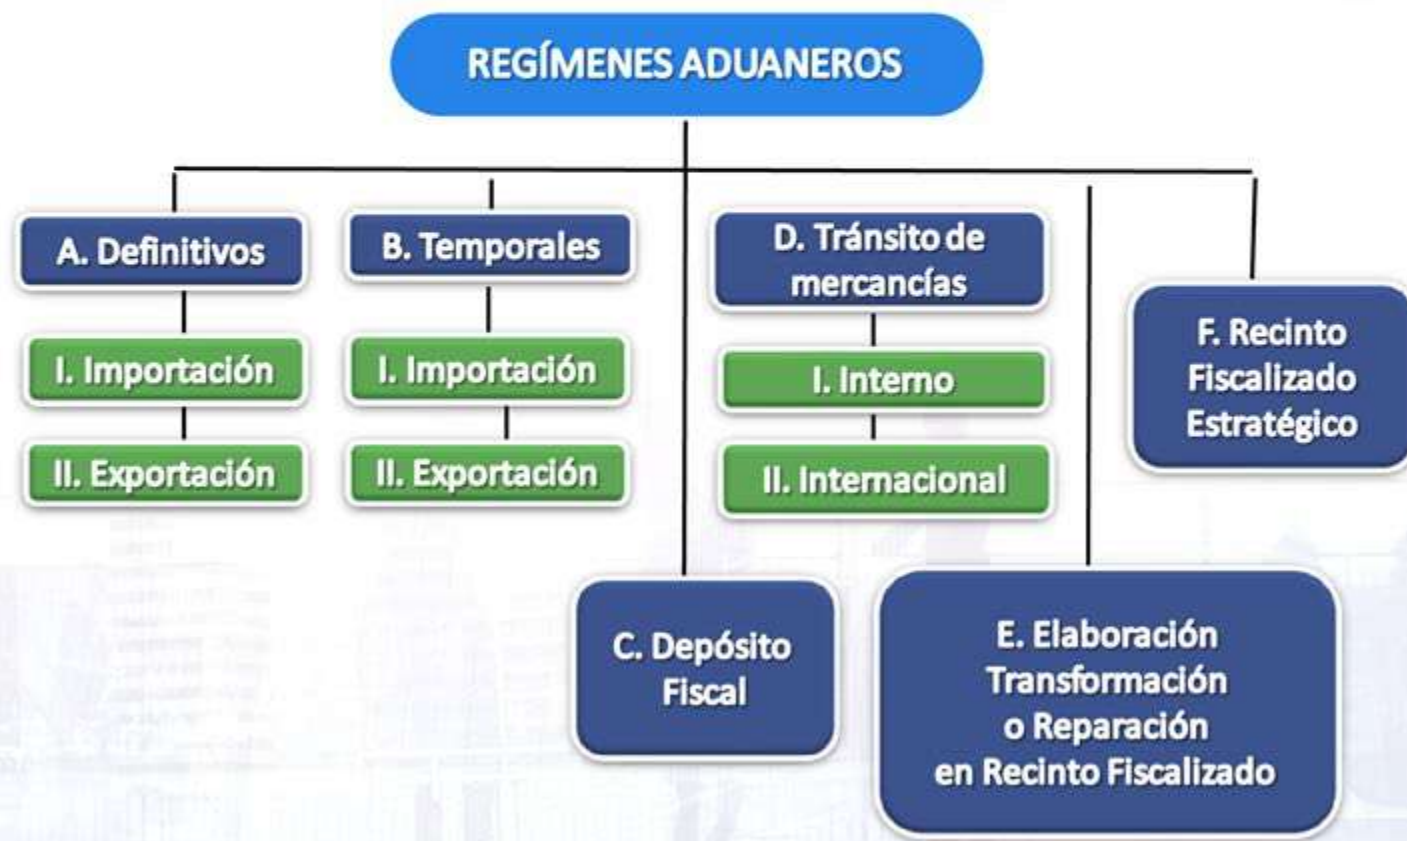 REGÍMENES ADUANEROS
A. Definitivos
I. Importación
II. Exportación
B. Temporales
I. Importación
II. Exportación
C. Depósito
Fiscal
D. Tránsito de
mercancías
I. Interno
II. Internacional
E. Elaboración
Transformación
o Reparación
en Recinto Fiscalizado
F. Recinto
Fiscalizado
Estratégico